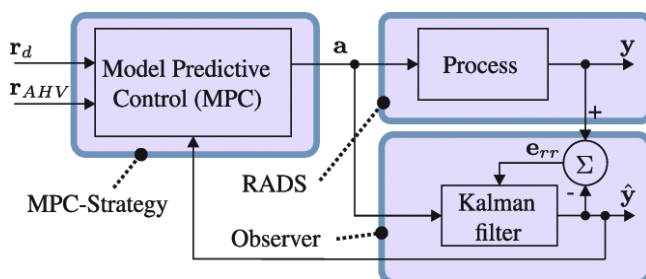 r_d
r_AHV
Model Predictive
Control (MPC)
a
Process
y
+
e_rr
Σ
-
ŷ
Kalman
filter
MPC-Strategy
RADS
Observer